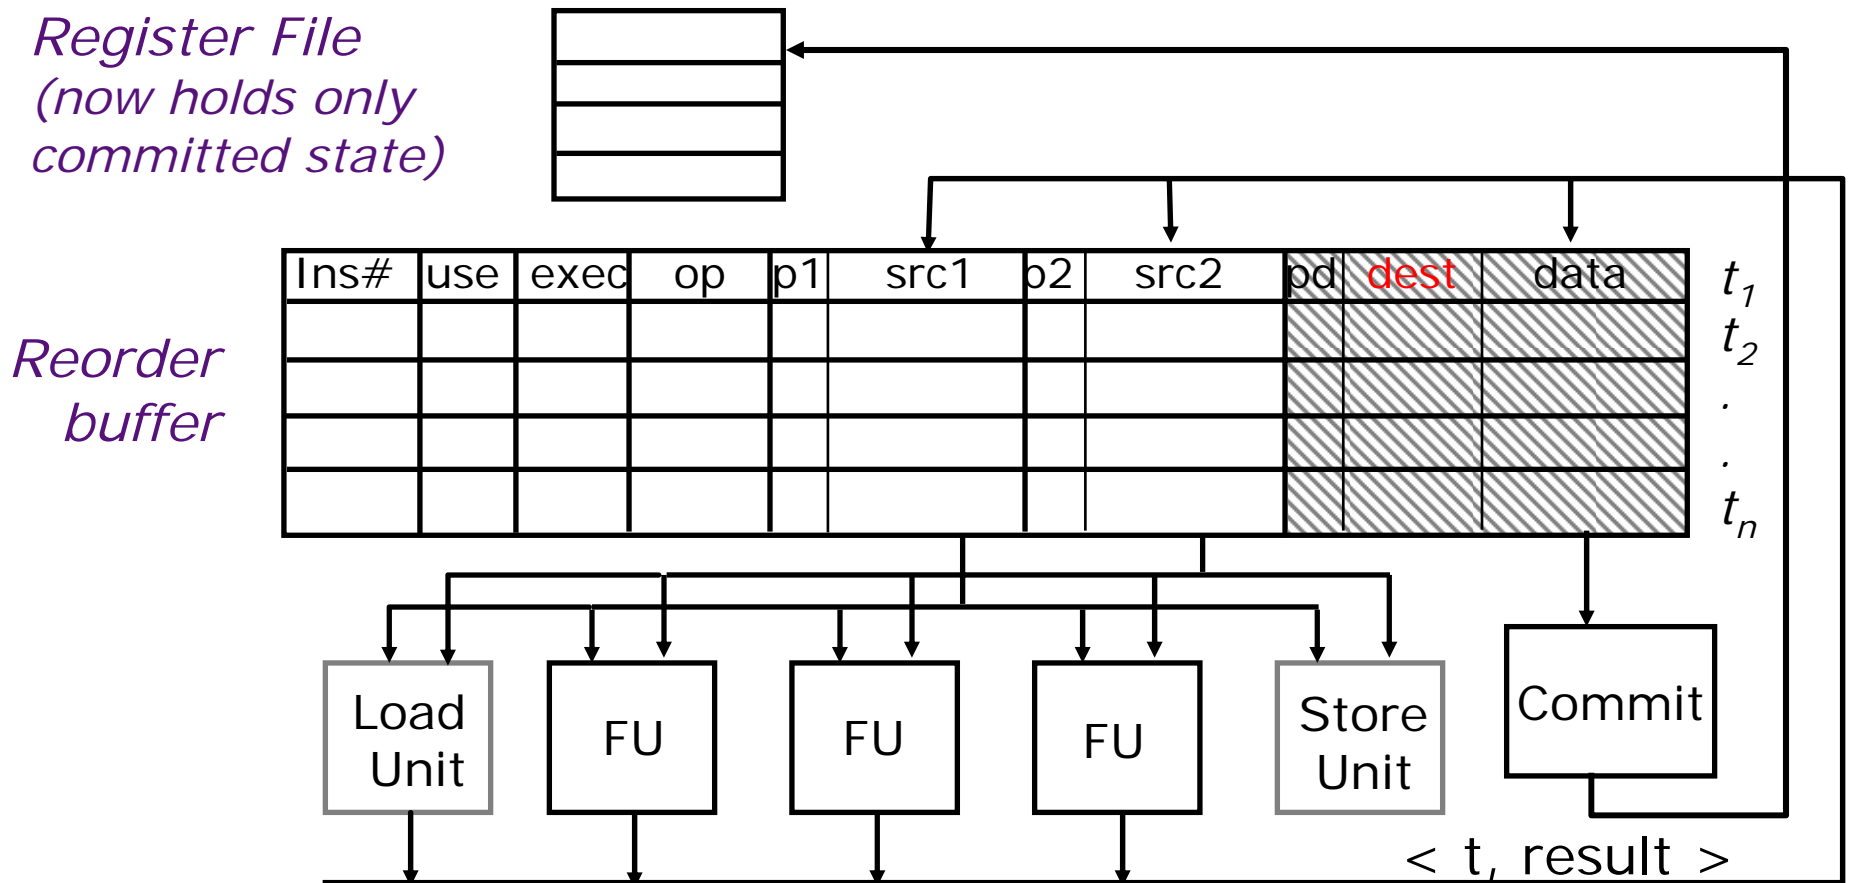 Register File
(now holds only
committed state)
Ins# use exec op p1 src1 p2 src2 pd dest data t1
t2
Reorder
buffer
.
.
tn
Load
Unit
FU
FU
FU
Store
Unit
Commit
< t, result >